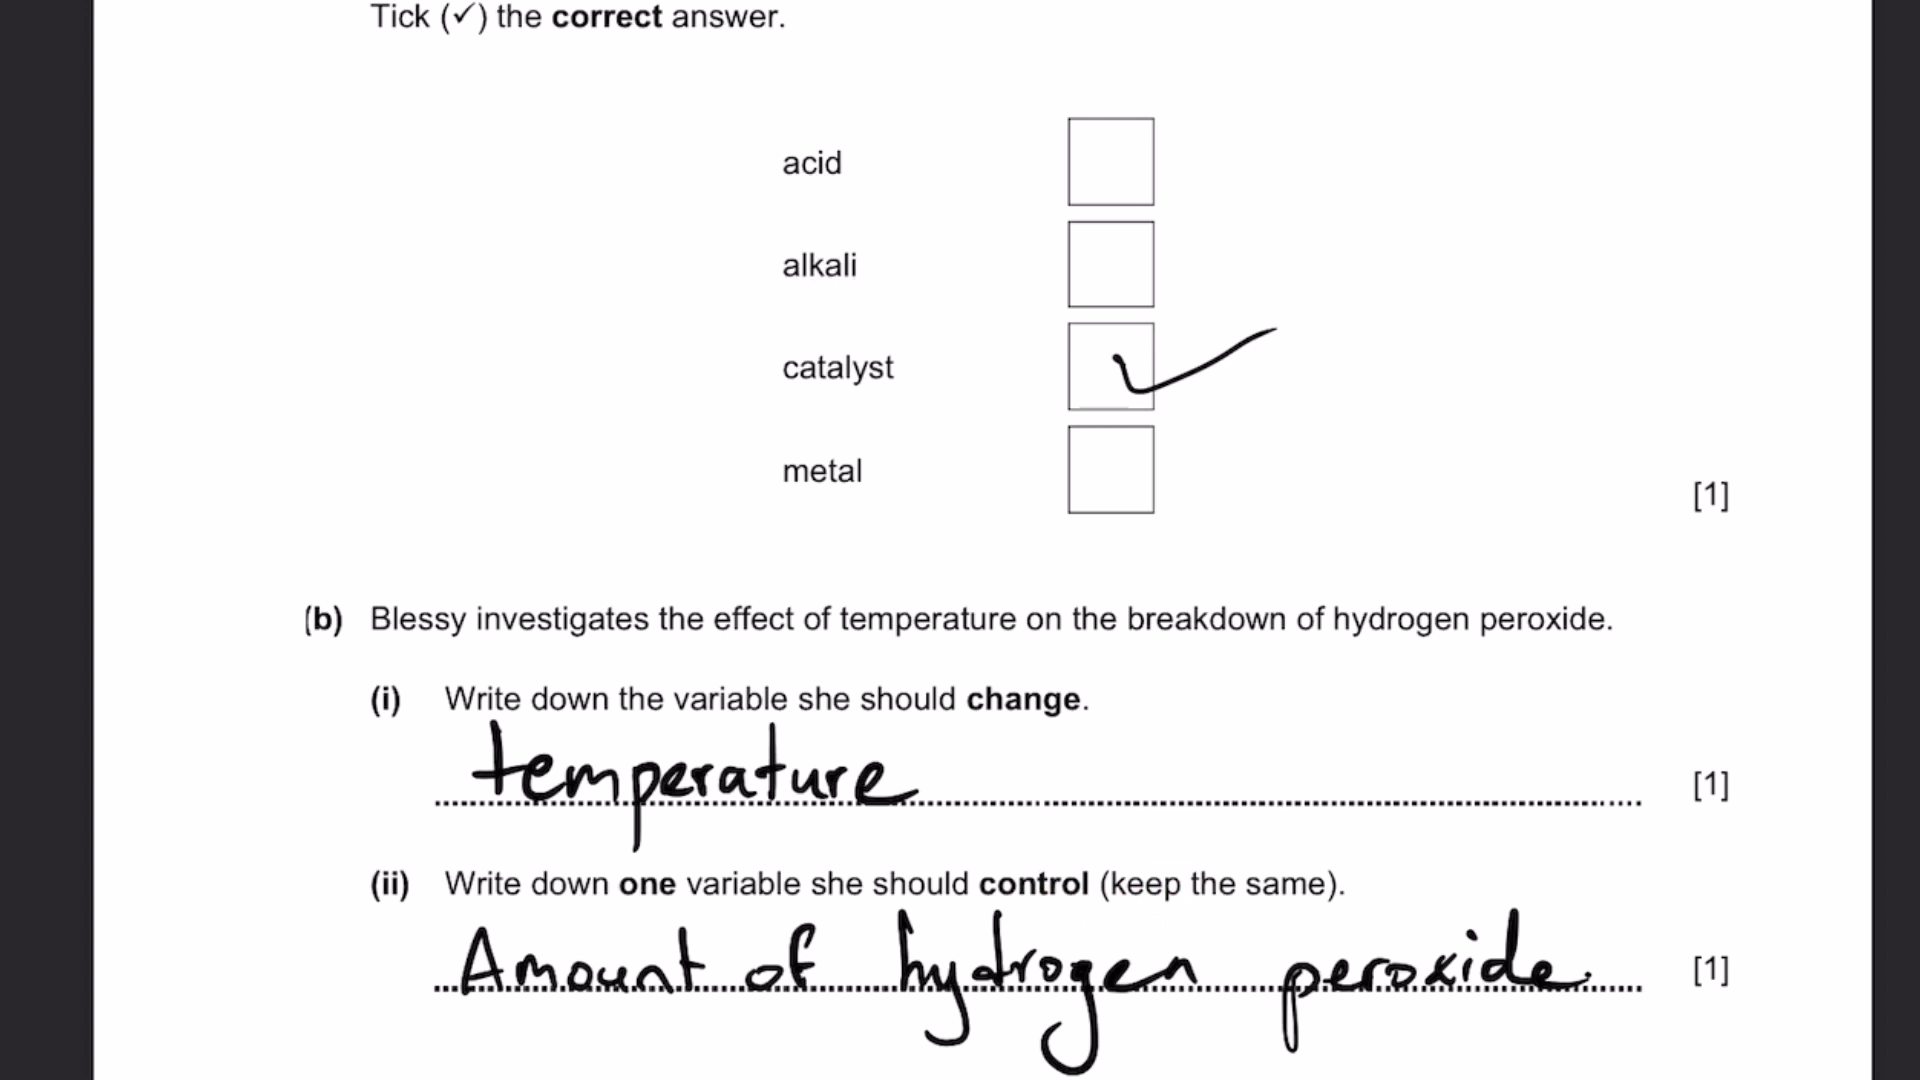 Tick (✓) the correct answer.
acid
alkali
catalyst
metal
[1]
(b) Blessy investigates the effect of temperature on the breakdown of hydrogen peroxide.
(i) Write down the variable she should change.
temperature
[1]
(ii) Write down one variable she should control (keep the same).
Amount of hydrogen peroxide.
[1]